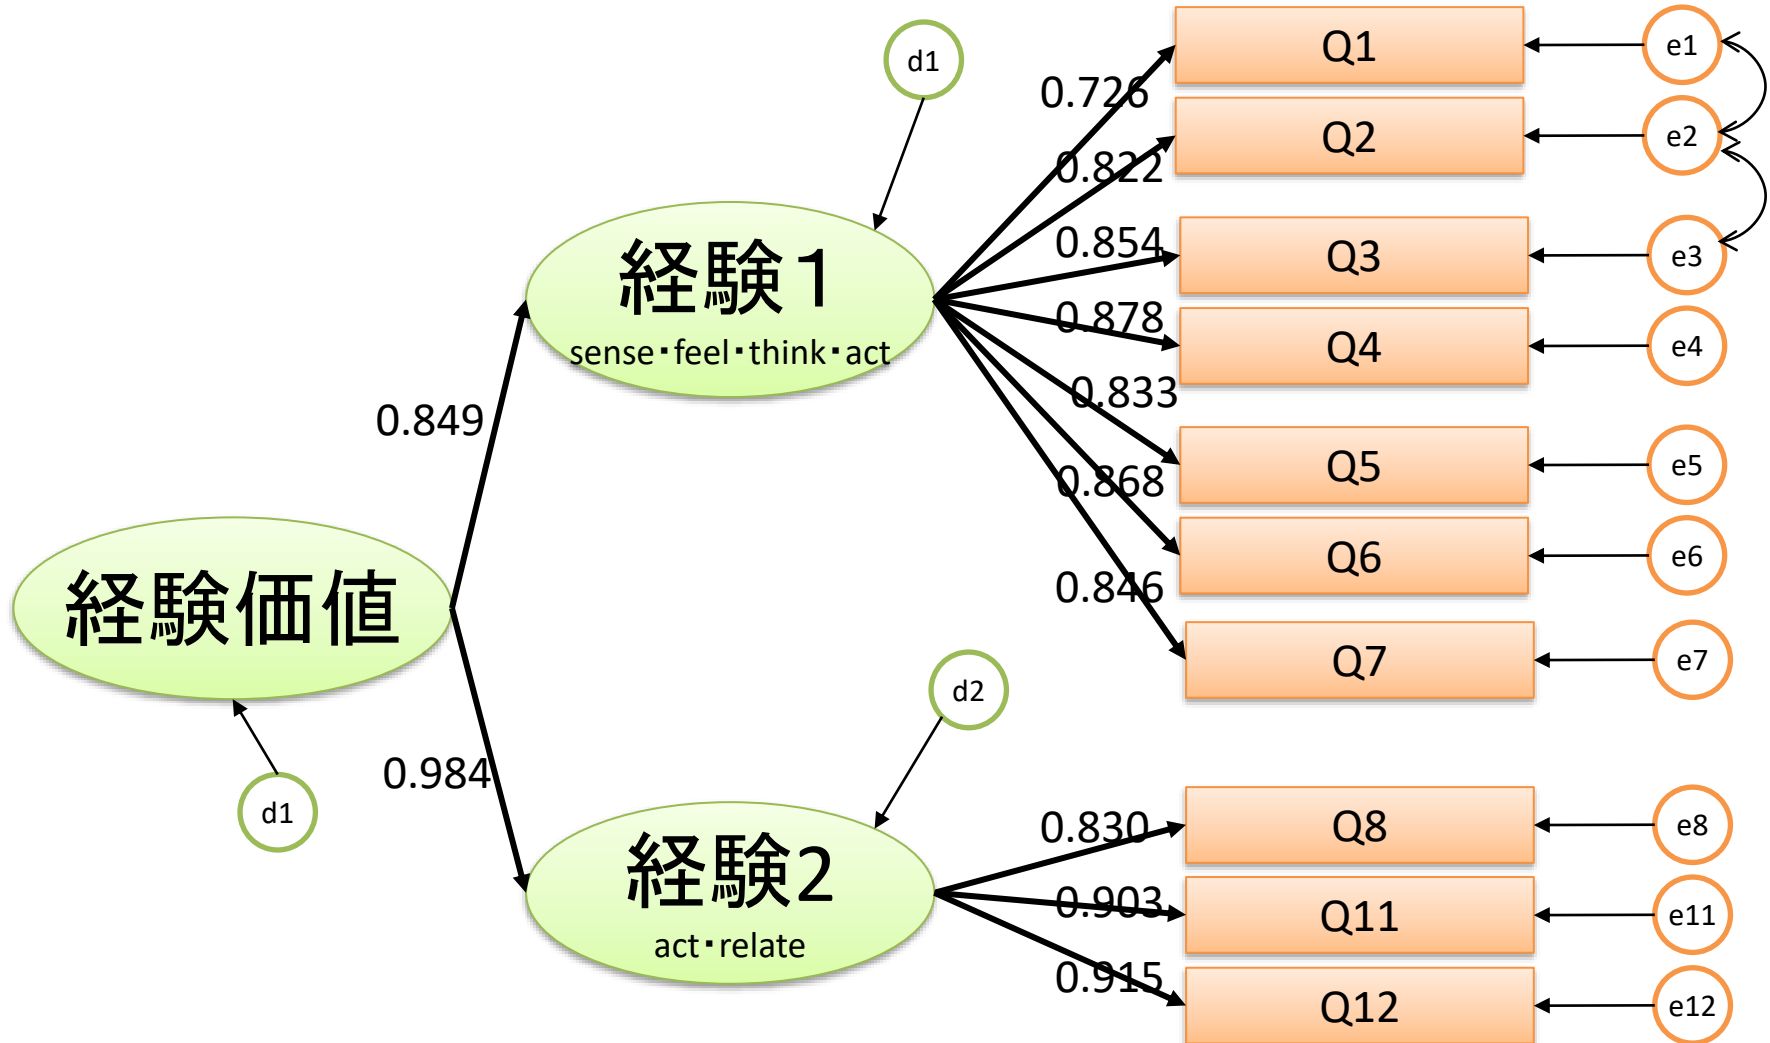 d1
Q1
e1
0.726
Q2
e2
0.822
経験1
sense・feel・think・act
0.854
Q3
e3
0.878
Q4
e4
0.833
Q5
e5
0.868
Q6
e6
0.846
Q7
e7
0.849
経験価値
d1
0.984
d2
経験2
act・relate
0.830
Q8
e8
0.903
Q11
e11
0.915
Q12
e12